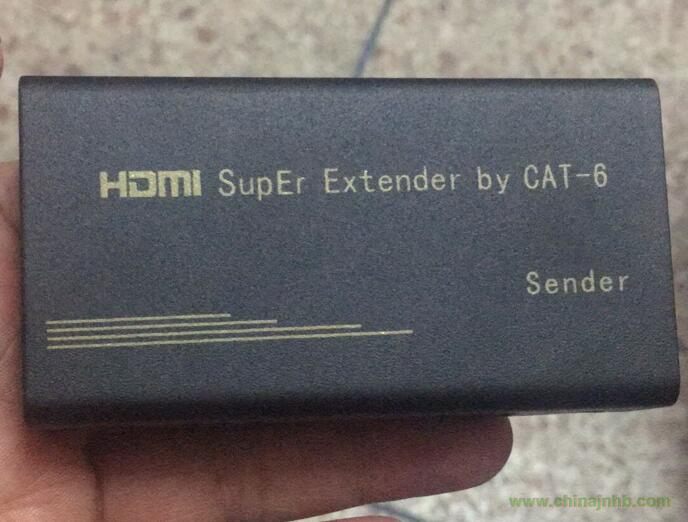 HDMI SupEr Extender by CAT-6
Sender
www.chinajnhb.com